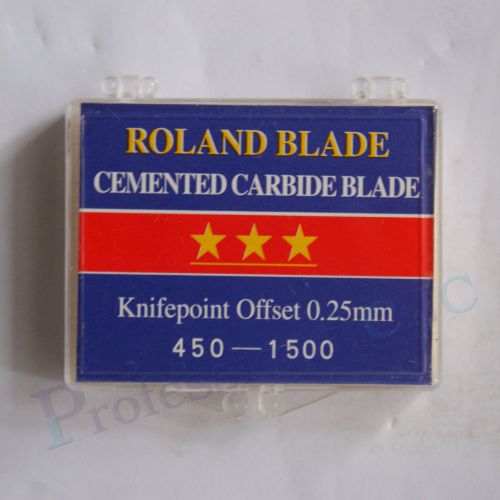 ROLAND BLADE
CEMENTED CARBIDE BLADE
★★★
Knifepoint Offset 0.25mm
450—1500